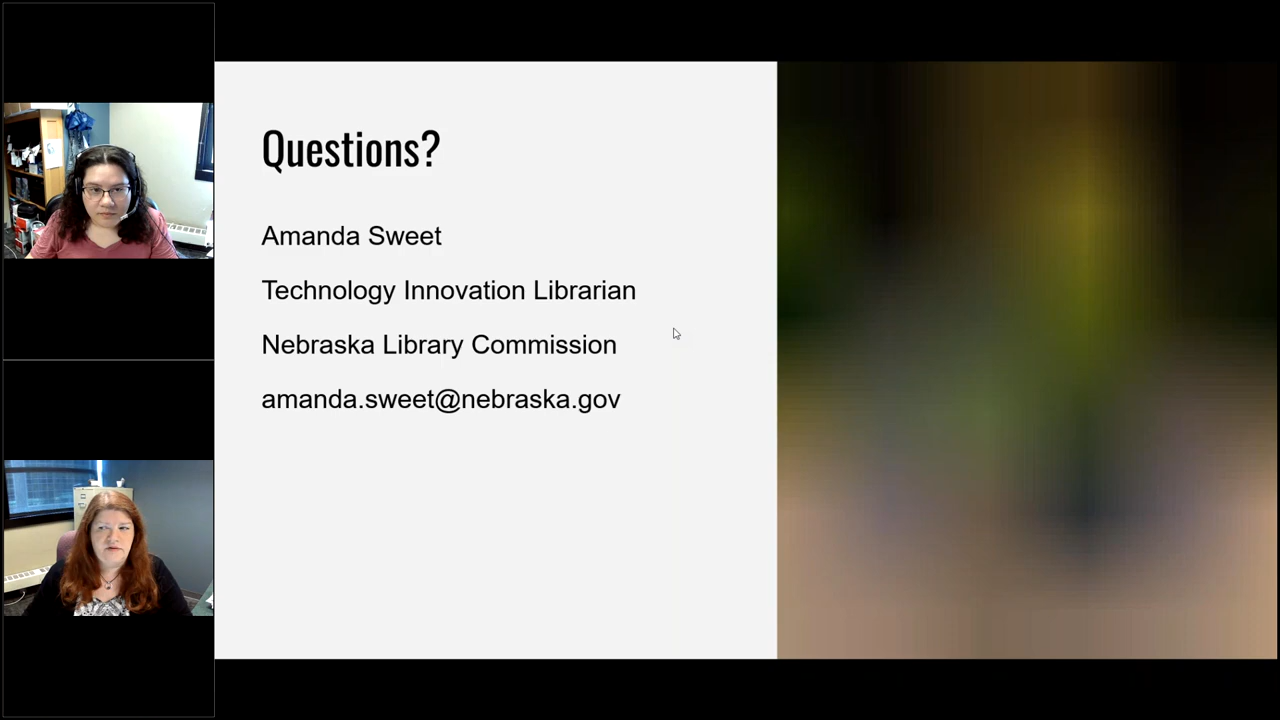 Questions?
Amanda Sweet
Technology Innovation Librarian
Nebraska Library Commission
amanda.sweet@nebraska.gov